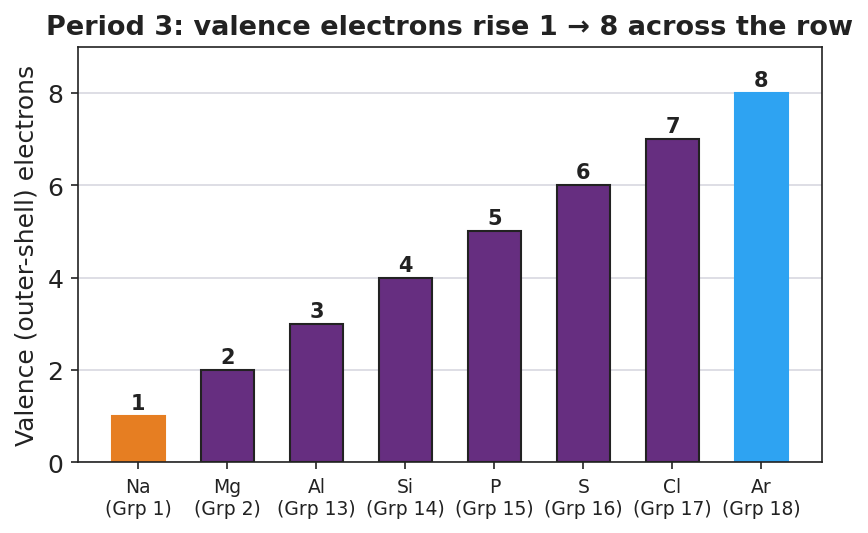 Period 3: valence electrons rise 1 → 8 across the row
Valence (outer-shell) electrons
8
6
4
2
0
1
2
3
4
5
6
7
8
Na
(Grp 1)
Mg
(Grp 2)
Al
(Grp 13)
Si
(Grp 14)
P
(Grp 15)
S
(Grp 16)
Cl
(Grp 17)
Ar
(Grp 18)